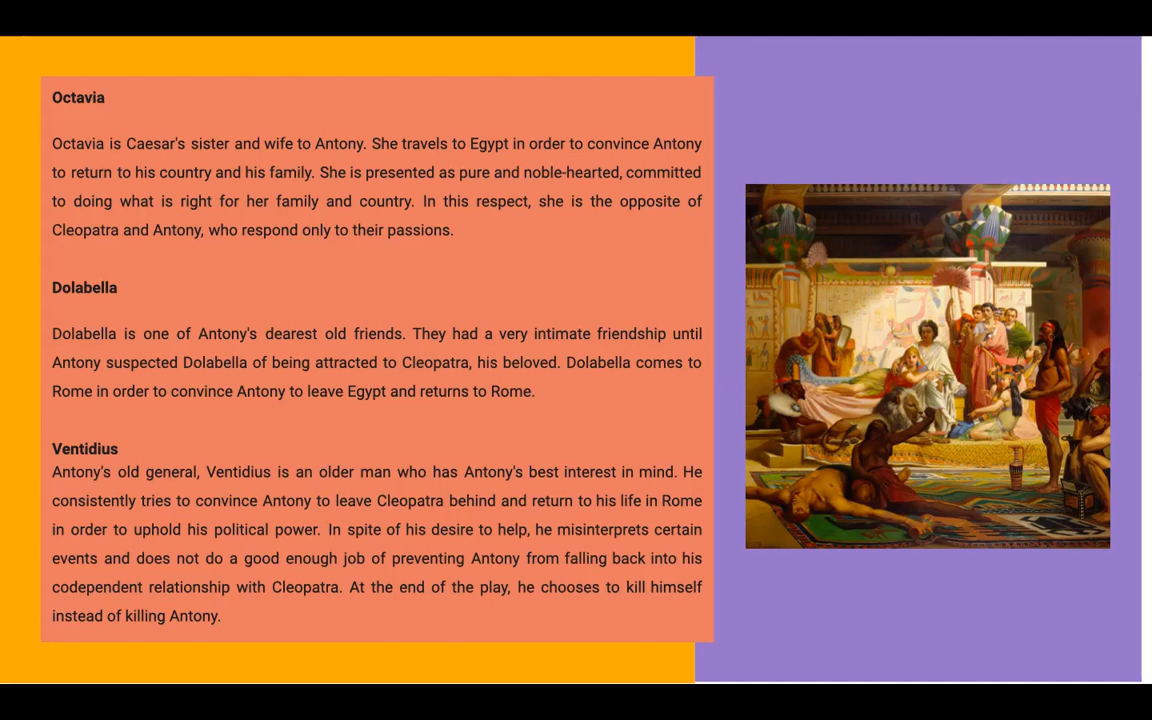 Octavia
Octavia is Caesar's sister and wife to Antony. She travels to Egypt in order to convince Antony
to return to his country and his family. She is presented as pure and noble-hearted, committed
to doing what is right for her family and country. In this respect, she is the opposite of
Cleopatra and Antony, who respond only to their passions.
Dolabella
Dolabella is one of Antony's dearest old friends. They had a very intimate friendship until
Antony suspected Dolabella of being attracted to Cleopatra, his beloved. Dolabella comes to
Rome in order to convince Antony to leave Egypt and returns to Rome.
Ventidius
Antony's old general, Ventidius is an older man who has Antony's best interest in mind. He
consistently tries to convince Antony to leave Cleopatra behind and return to his life in Rome
in order to uphold his political power. In spite of his desire to help, he misinterprets certain
events and does not do a good enough job of preventing Antony from falling back into his
codependent relationship with Cleopatra. At the end of the play, he chooses to kill himself
instead of killing Antony.